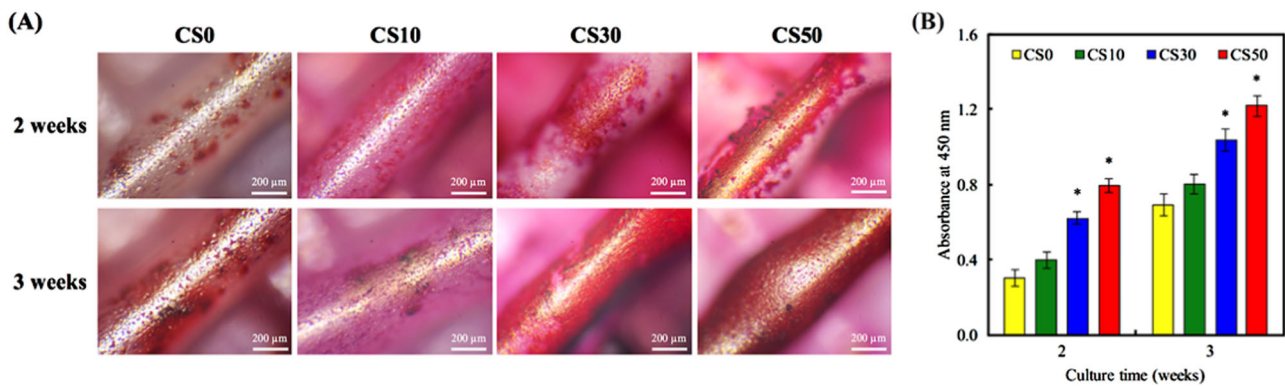 (A)
CS0 CS10 CS30 CS50
2 weeks
200 µm 200 µm 200 µm 200 µm
3 weeks
200 µm 200 µm 200 µm 200 µm
(B)
Absorbance at 450 nm
1.6
1.2
0.8
0.4
0.0
CS0 CS10 CS30 CS50
* *
* *
2 3
Culture time (weeks)